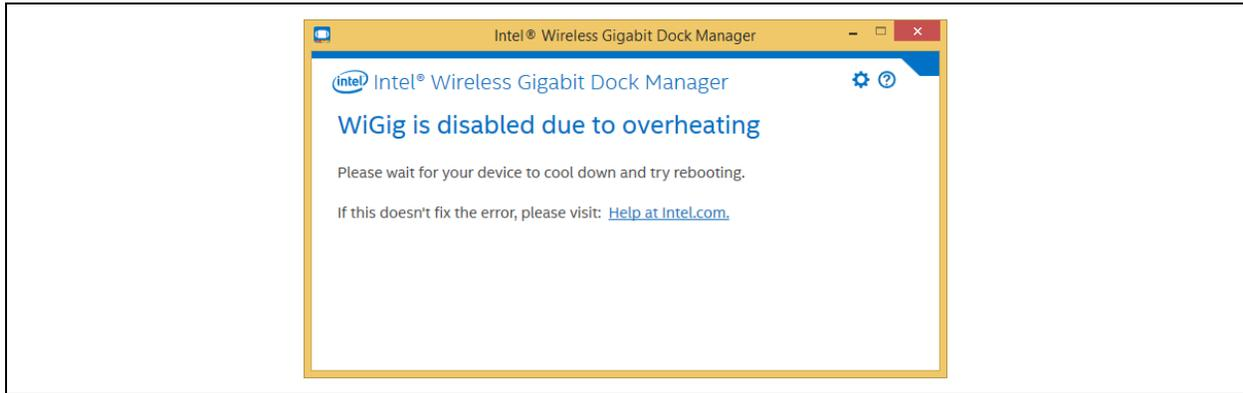 Intel® Wireless Gigabit Dock Manager
intel Intel® Wireless Gigabit Dock Manager
WiGig is disabled due to overheating
Please wait for your device to cool down and try rebooting.
If this doesn't fix the error, please visit: Help at Intel.com.